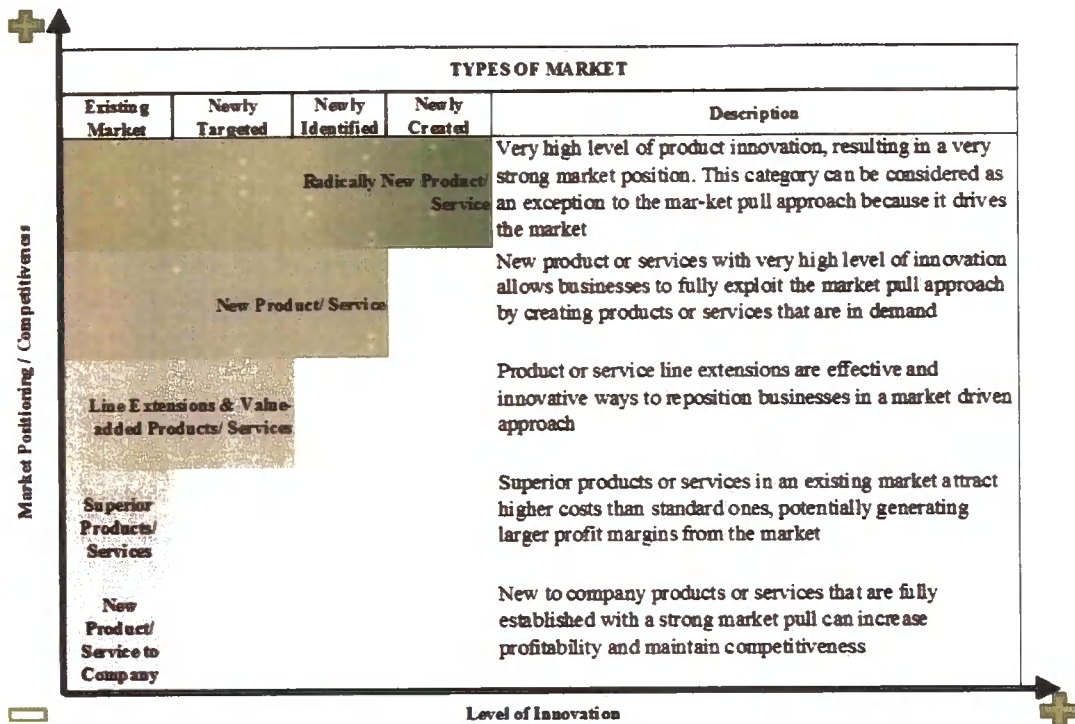 TYPES OF MARKET
Existing Market
Newly Targeted
Newly Identified
Newly Created
Description
Radically New Product/
Service
Very high level of product innovation, resulting in a very
strong market position. This category can be considered as
an exception to the mar-ket pull approach because it drives
the market
New Product/ Service
New product or services with very high level of innovation
allows businesses to fully exploit the market pull approach
by creating products or services that are in demand
Line Extensions & Value-
added Products/ Services
Product or service line extensions are effective and
innovative ways to reposition businesses in a market driven
approach
Superior
Products/
Services
Superior products or services in an existing market attract
higher costs than standard ones, potentially generating
larger profit margins from the market
New
Product/
Service to
Company
New to company products or services that are fully
established with a strong market pull can increase
profitability and maintain competitiveness
Market Positioning / Competitiveness
Level of Innovation